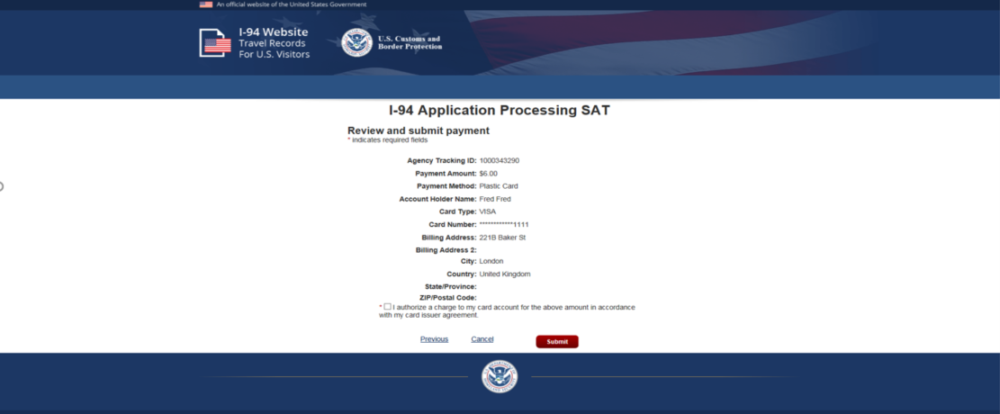 An official website of the United States Government
I-94 Website
Travel Records
For U.S. Visitors
U.S. Customs and
Border Protection
I-94 Application Processing SAT
Review and submit payment
* indicates required fields
Agency Tracking ID: 1000343290
Payment Amount: $6.00
Payment Method: Plastic Card
Account Holder Name: Fred Fred
Card Type: VISA
Card Number: ************1111
Billing Address: 221B Baker St
Billing Address 2:
City: London
Country: United Kingdom
State/Province:
ZIP/Postal Code:
* I authorize a charge to my card account for the above amount in accordance
with my card issuer agreement.
Previous Cancel Submit